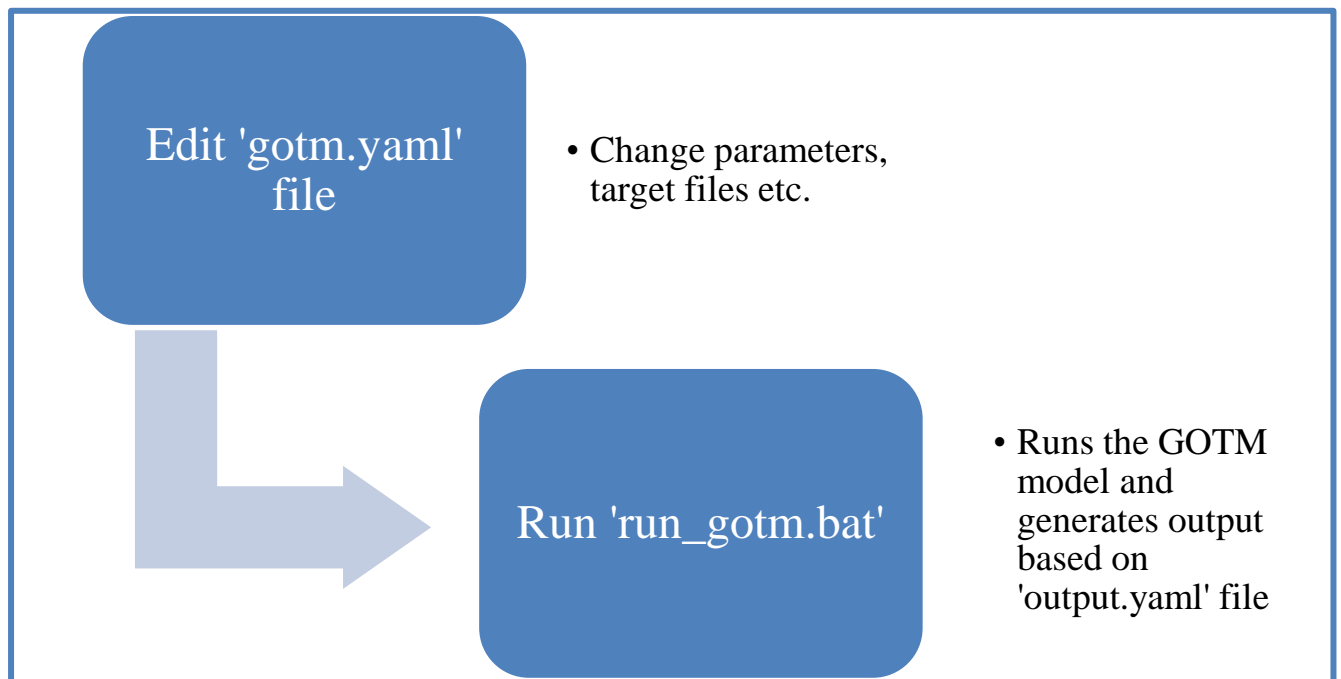 Edit 'gotm.yaml'
file
• Change parameters,
target files etc.
Run 'run_gotm.bat'
• Runs the GOTM
model and
generates output
based on
'output.yaml' file